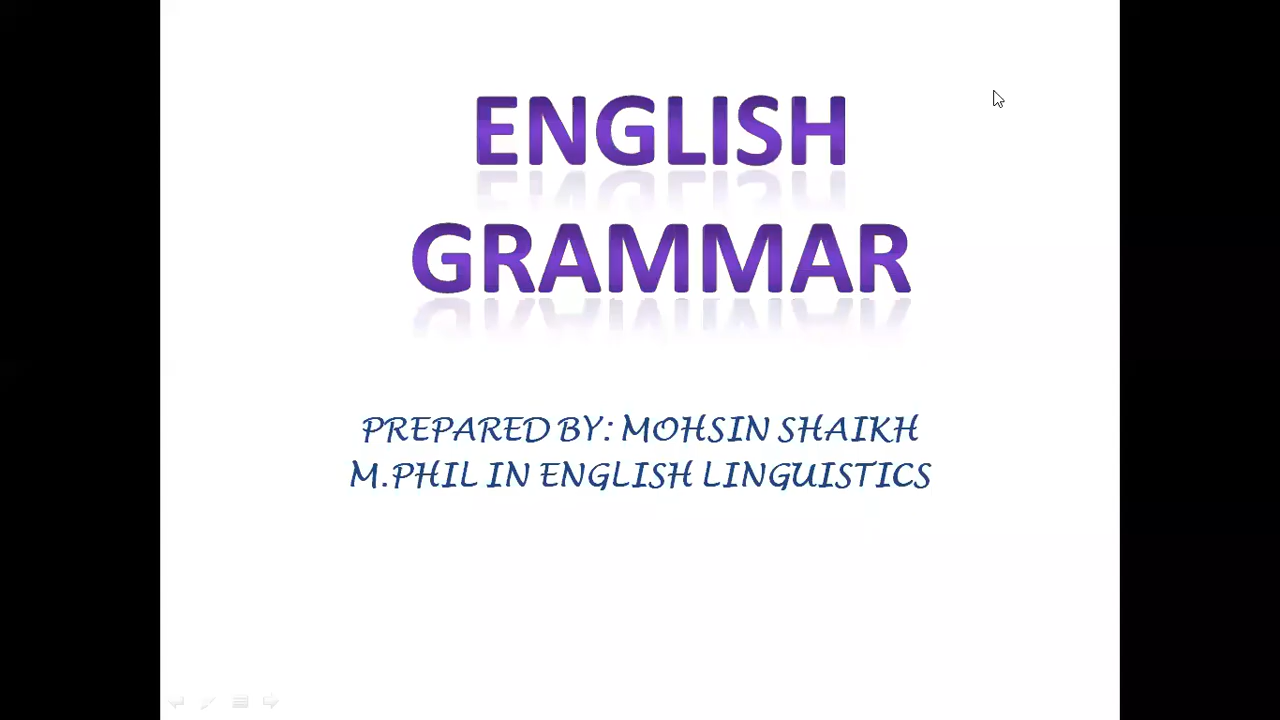 ENGLISH
GRAMMAR
PREPARED BY: MOHSIN SHAIKH
M.PHIL IN ENGLISH LINGUISTICS